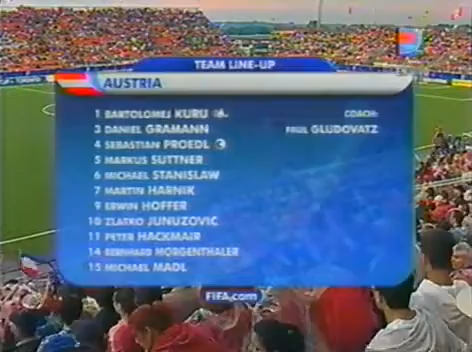 TEAM LINE-UP
AUSTRIA
1 BARTOLOMEJ KURU
3 DANIEL GRAMANN
4 SEBASTIAN PROEDL C
5 MARKUS SUTTNER
6 MICHAEL STANISLAW
7 MARTIN HARNIK
9 ERWIN HOFFER
10 ZLATKO JUNUZOVIC
11 PETER HACKMAIR
14 BERNHARD MORGENTHALER
15 MICHAEL MADL
COACH:
PAUL GLUDOVATZ
FIFA.com